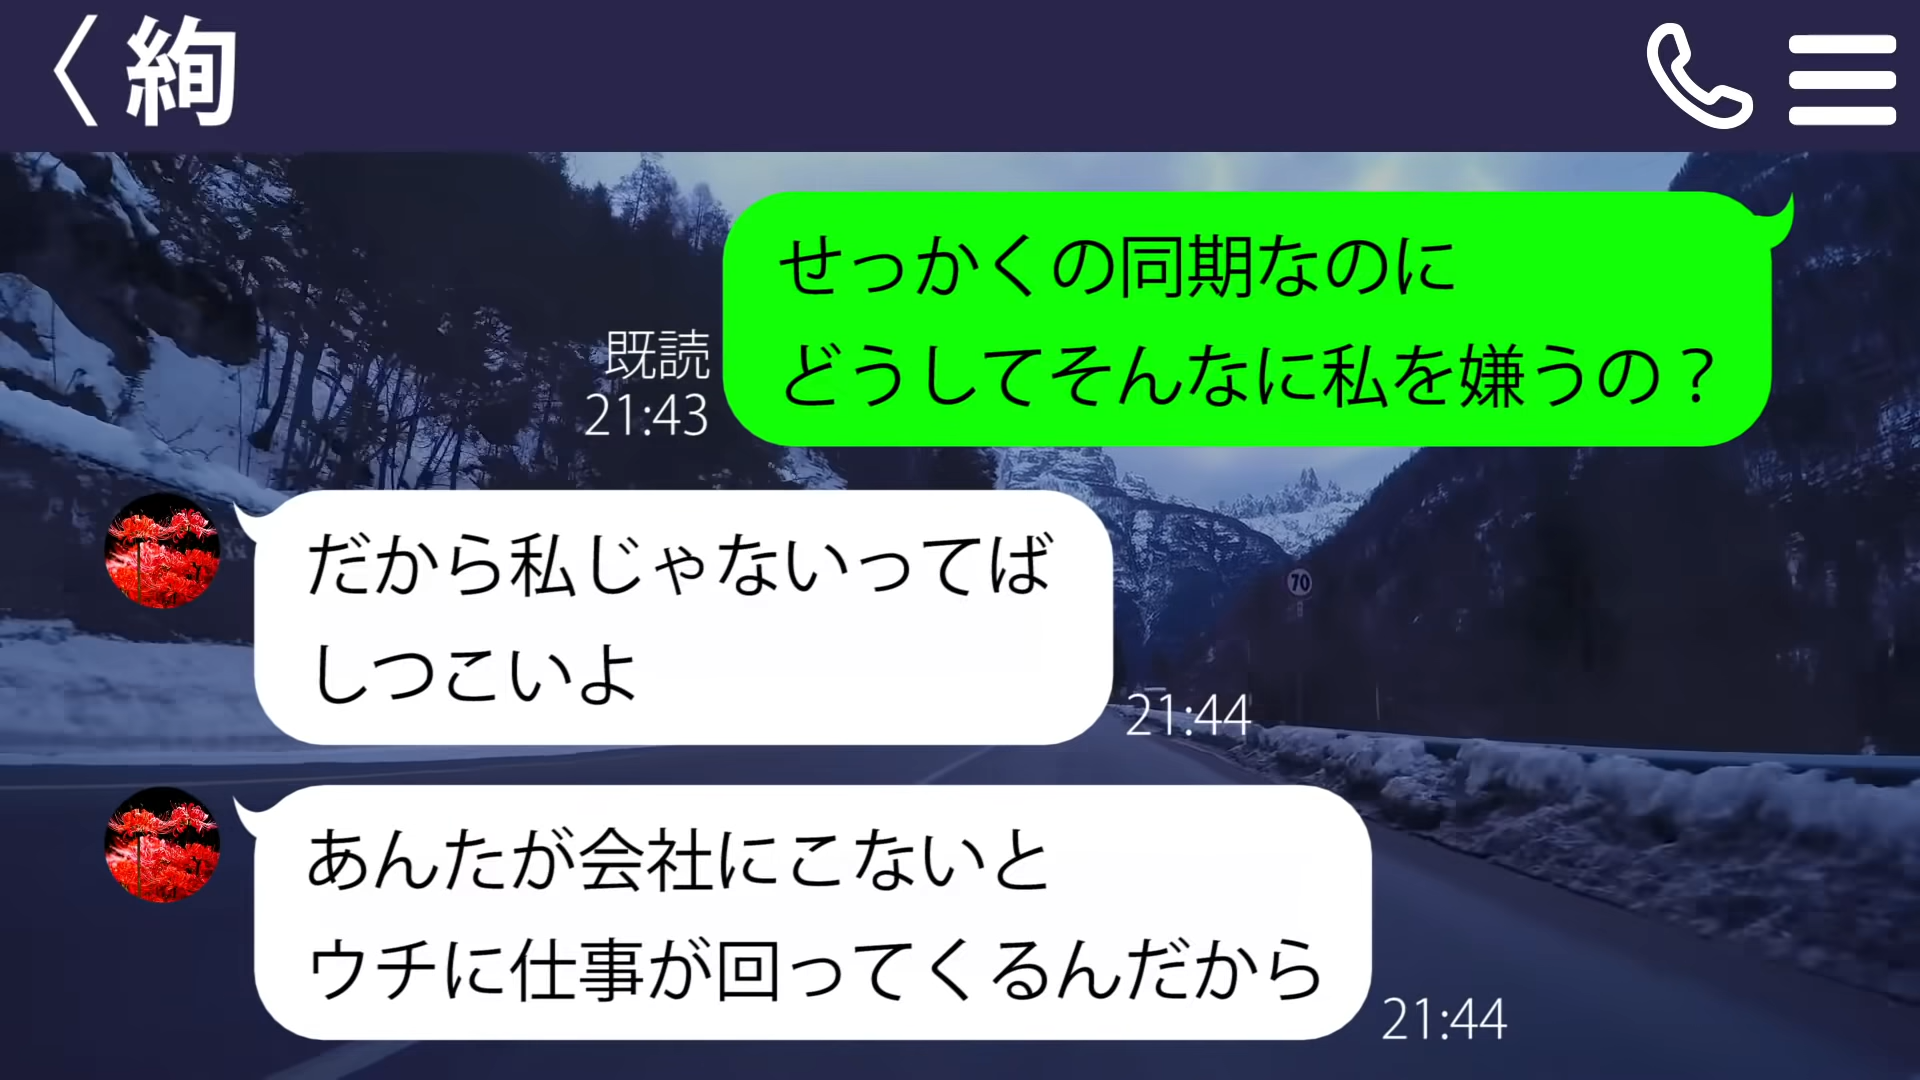 絢
せっかくの同期なのに
どうしてそんなに私を嫌うの？
既読
21:43
だから私じゃないってば
しつこいよ
21:44
あんたが会社にこないと
ウチに仕事が回ってくるんだから
21:44
70